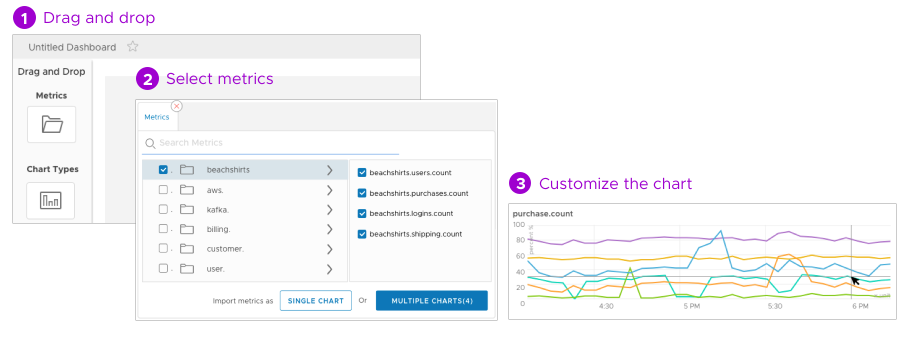 1 Drag and drop
Untitled Dashboard
Drag and Drop
Metrics
Chart Types
2 Select metrics
Metrics
Search Metrics
beachshirts
aws.
kafka.
billing.
customer.
user.
beachshirts.users.count
beachshirts.purchases.count
beachshirts.logins.count
beachshirts.shipping.count
Import metrics as
SINGLE CHART
Or
MULTIPLE CHARTS(4)
3 Customize the chart
purchase.count
100
80
60
40
20
0
4:30
5 PM
5:30
6 PM